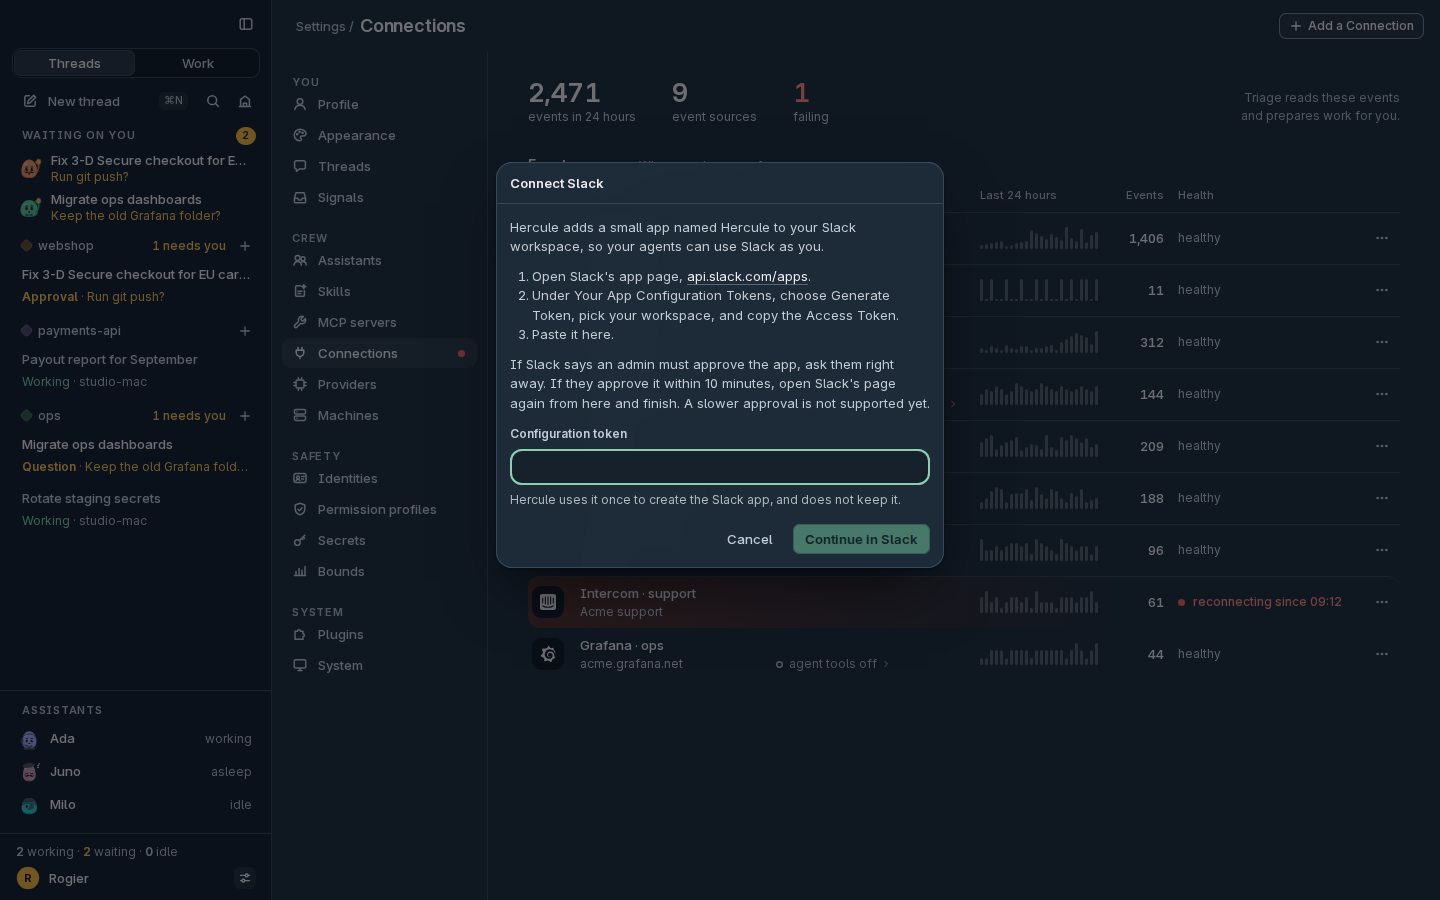 Threads
Work
New thread
⌘N
WAITING ON YOU
2
Fix 3-D Secure checkout for E...
Run git push?
Migrate ops dashboards
Keep the old Grafana folder?
webshop
1 needs you
Fix 3-D Secure checkout for EU car...
Approval · Run git push?
payments-api
Payout report for September
Working · studio-mac
ops
1 needs you
Migrate ops dashboards
Question · Keep the old Grafana fold...
Rotate staging secrets
Working · studio-mac
ASSISTANTS
Ada
working
Juno
asleep
Milo
idle
2 working · 2 waiting · 0 idle
R
Rogier
Settings / Connections
Add a Connection
YOU
Profile
Appearance
Threads
Signals
CREW
Assistants
Skills
MCP servers
Connections
Providers
Machines
SAFETY
Identities
Permission profiles
Secrets
Bounds
SYSTEM
Plugins
System
2,471
events in 24 hours
9
event sources
1
failing
Triage reads these events
and prepares work for you.
Last 24 hours
Events
Health
1,406
healthy
11
healthy
312
healthy
144
healthy
209
healthy
188
healthy
96
healthy
Intercom · support
Acme support
61
reconnecting since 09:12
Grafana · ops
acme.grafana.net
agent tools off
44
healthy
Connect Slack
Hercule adds a small app named Hercule to your Slack
workspace, so your agents can use Slack as you.
1. Open Slack's app page, api.slack.com/apps.
2. Under Your App Configuration Tokens, choose Generate
Token, pick your workspace, and copy the Access Token.
3. Paste it here.
If Slack says an admin must approve the app, ask them right
away. If they approve it within 10 minutes, open Slack's page
again from here and finish. A slower approval is not supported yet.
Configuration token
Hercule uses it once to create the Slack app, and does not keep it.
Cancel
Continue in Slack